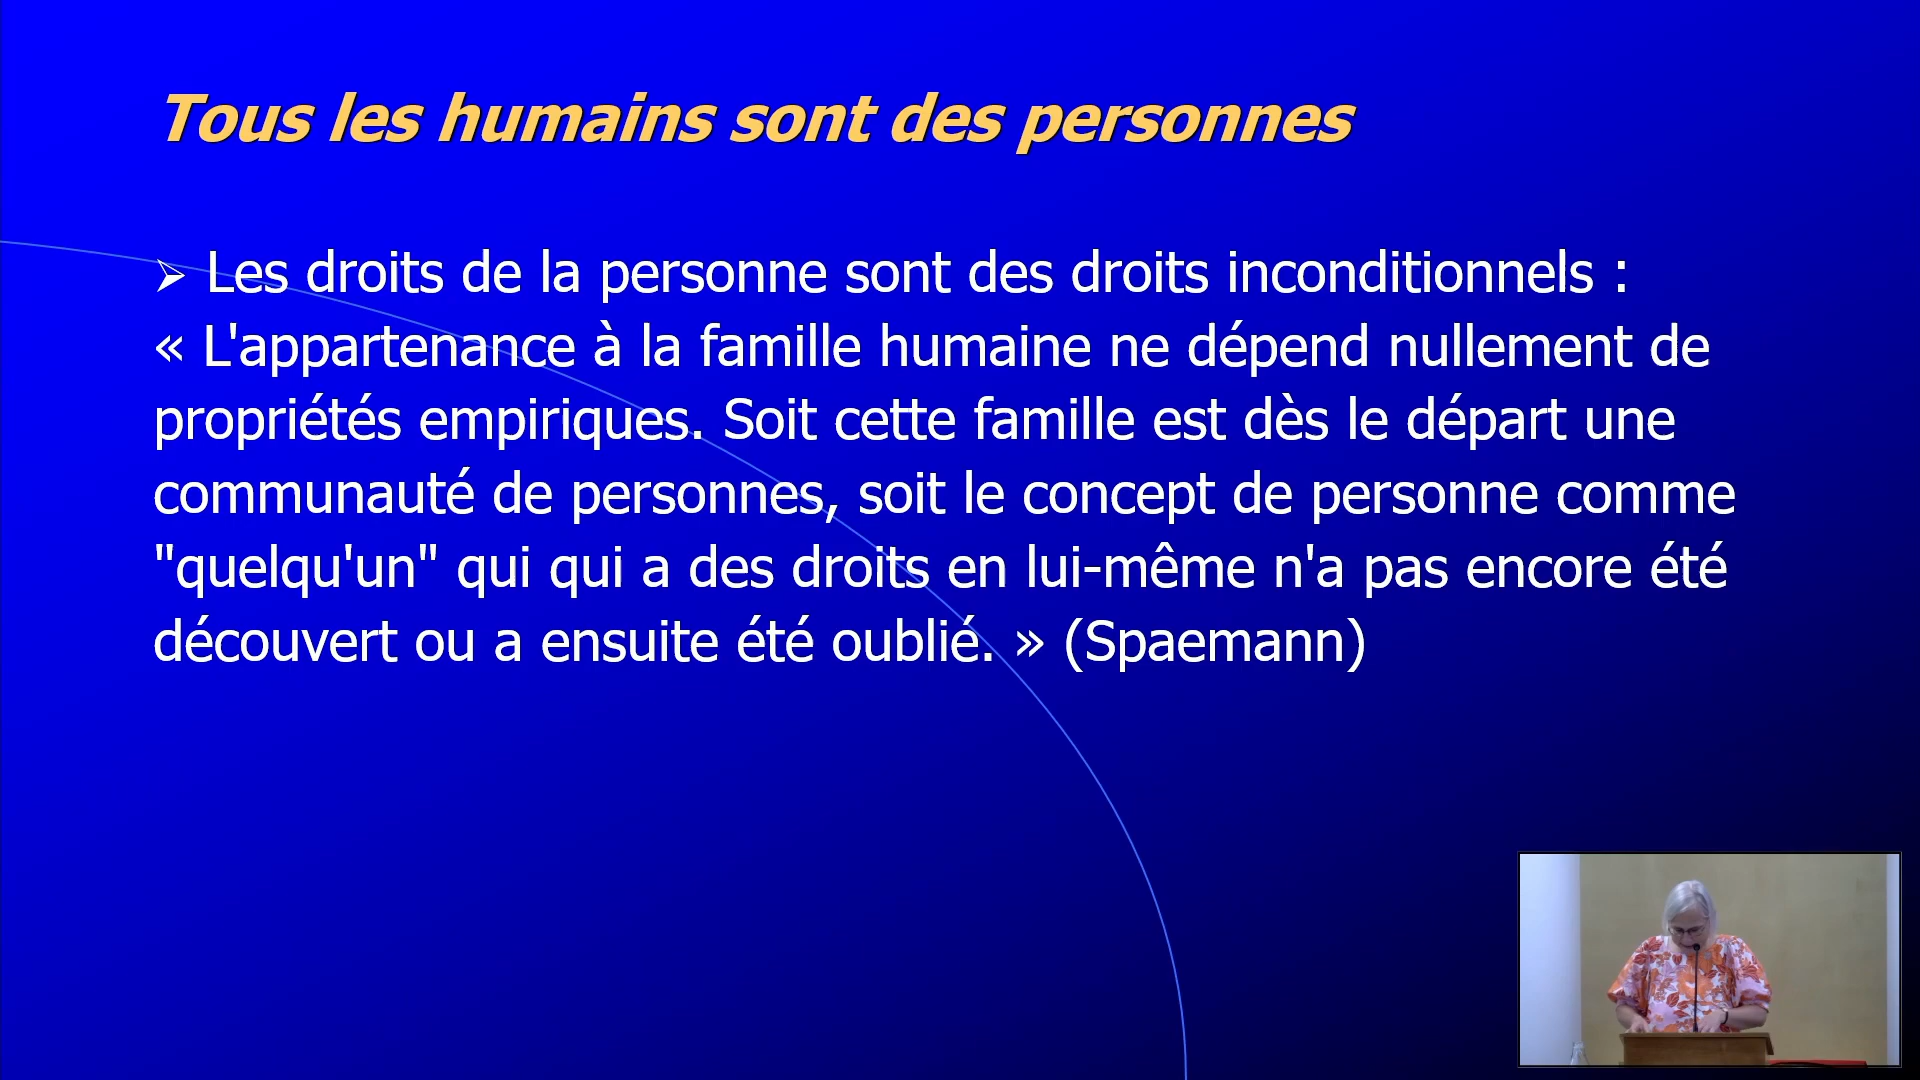 Tous les humains sont des personnes
➢ Les droits de la personne sont des droits inconditionnels :
« L'appartenance à la famille humaine ne dépend nullement de
propriétés empiriques. Soit cette famille est dès le départ une
communauté de personnes, soit le concept de personne comme
"quelqu'un" qui qui a des droits en lui-même n'a pas encore été
découvert ou a ensuite été oublié. » (Spaemann)